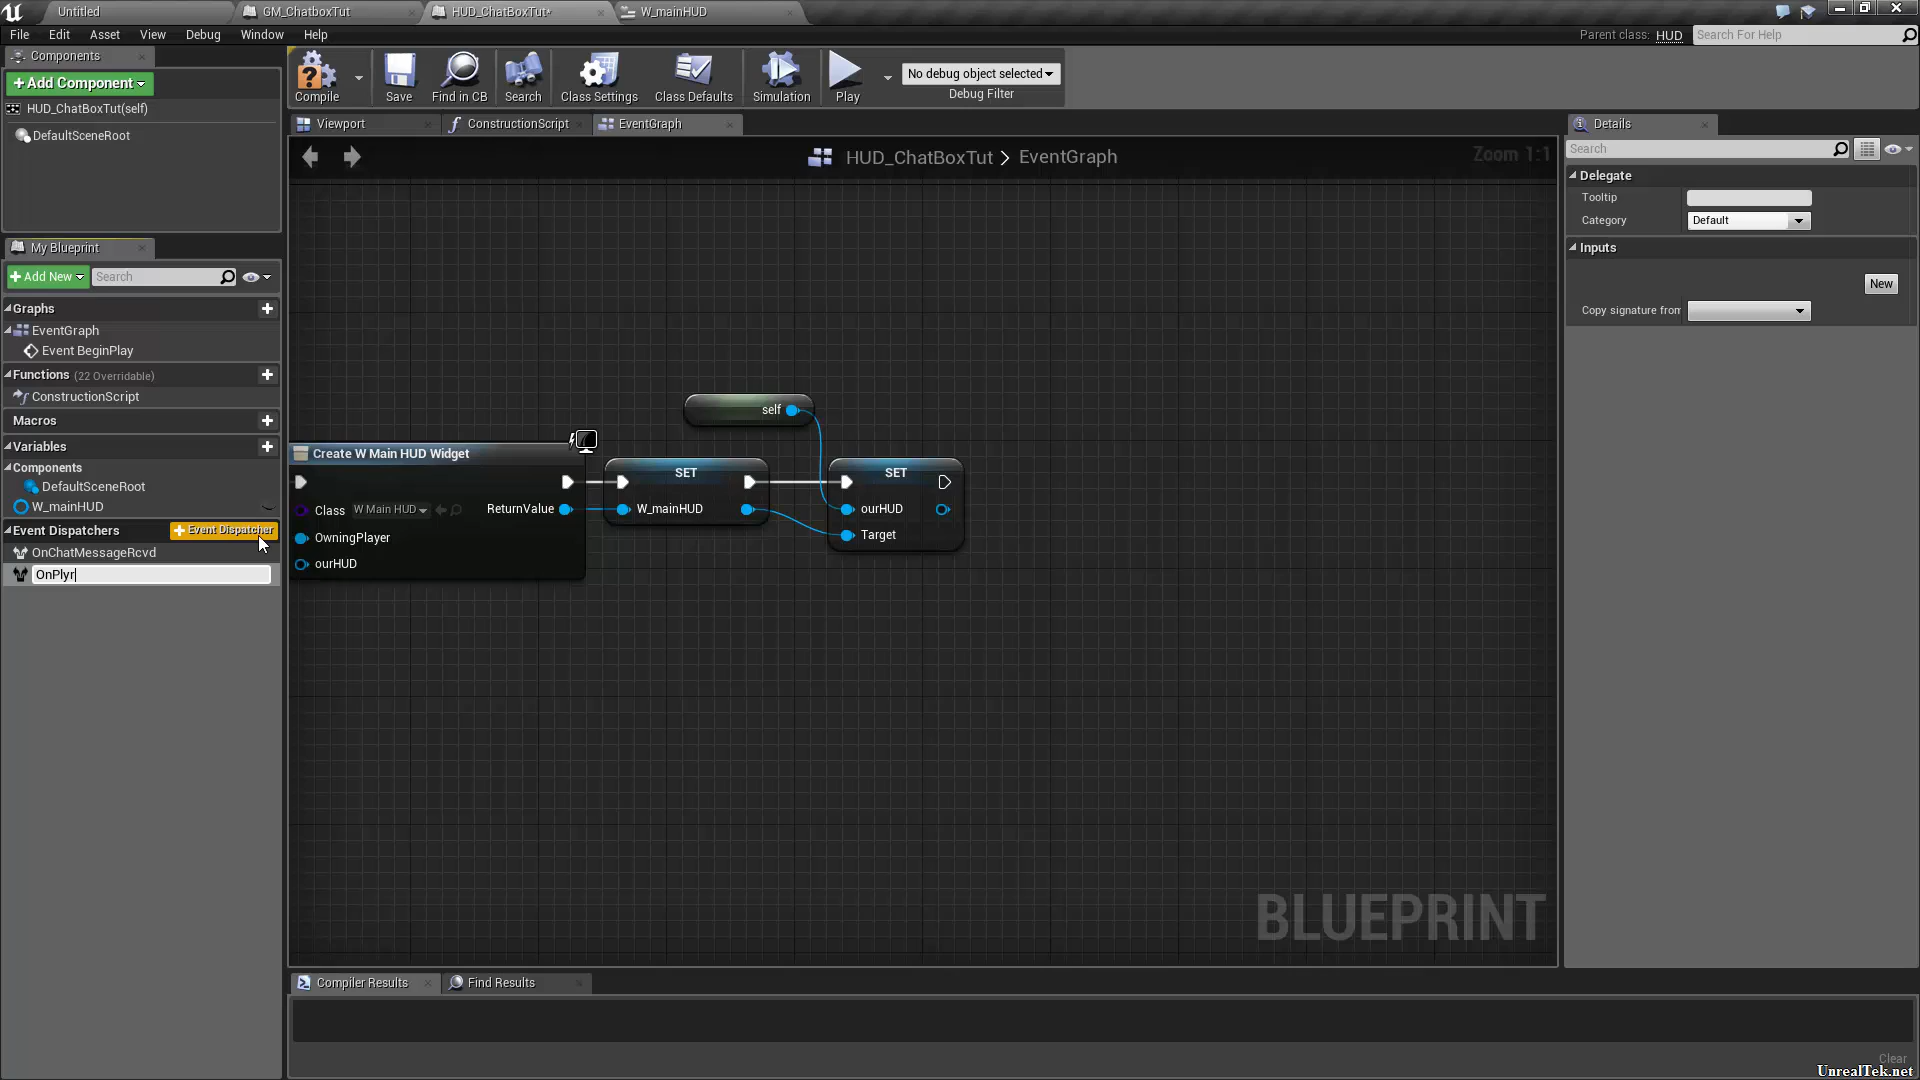 Untitled
GM_ChatboxTut
HUD_ChatBoxTut*
W_mainHUD
File Edit Asset View Debug Window Help
Parent class: HUD
Search For Help
Components
+ Add Component
HUD_ChatBoxTut(self)
DefaultSceneRoot
Compile
Save
Find in CB
Search
Class Settings
Class Defaults
Simulation
Play
No debug object selected
Debug Filter
Viewport
ConstructionScript
EventGraph
HUD_ChatBoxTut > EventGraph
Zoom 1:1
My Blueprint
+ Add New
Search
Graphs
EventGraph
Event BeginPlay
Functions (22 Overridable)
ConstructionScript
Macros
Variables
Components
DefaultSceneRoot
W_mainHUD
Event Dispatchers
+ Event Dispatcher
OnChatMessageRcvd
OnPlyr
self
Create W Main HUD Widget
Class W Main HUD
ReturnValue
OwningPlayer
ourHUD
SET
W_mainHUD
SET
ourHUD
Target
BLUEPRINT
Details
Search
Delegate
Tooltip
Category Default
Inputs
New
Copy signature from
Compiler Results
Find Results
Clear
UnrealTek.net